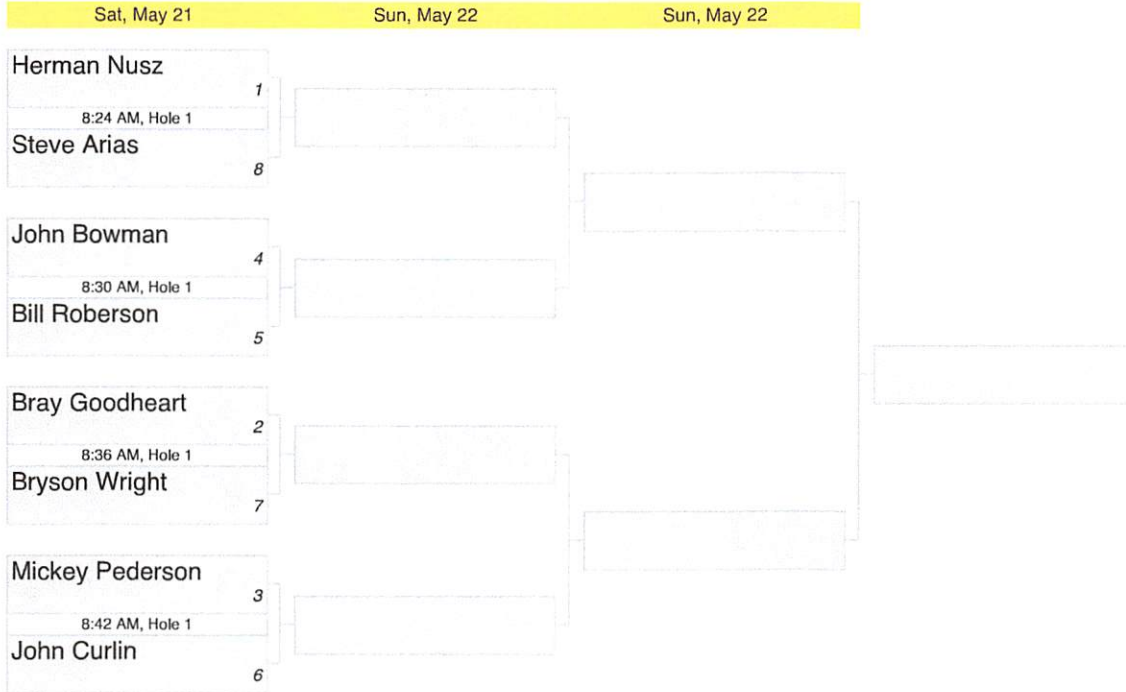 Sat, May 21 Sun, May 22 Sun, May 22
Herman Nusz
1
8:24 AM, Hole 1
Steve Arias
8
John Bowman
4
8:30 AM, Hole 1
Bill Roberson
5
Bray Goodheart
2
8:36 AM, Hole 1
Bryson Wright
7
Mickey Pederson
3
8:42 AM, Hole 1
John Curlin
6